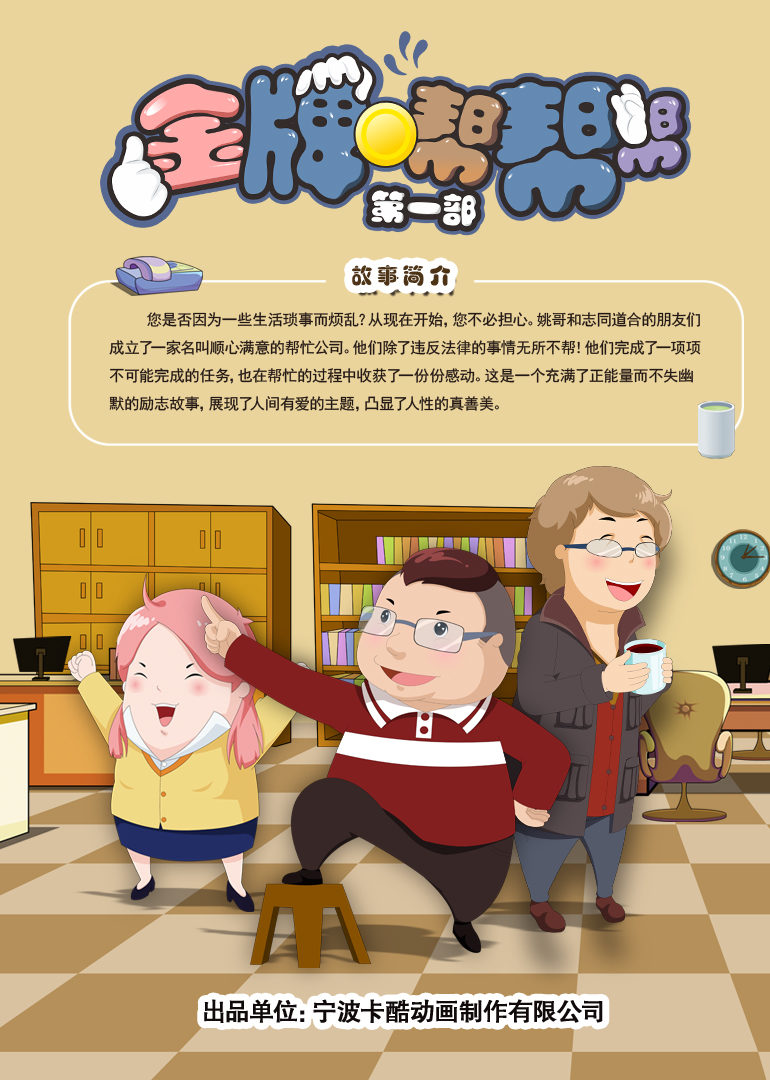 金牌帮帮帮
第一部
故事简介
您是否因为一些生活琐事而烦乱？从现在开始，您不必担心。姚哥和志同道合的朋友们
成立了一家名叫顺心满意的帮忙公司。他们除了违反法律的事情无所不帮！他们完成了一项项
不可能完成的任务，也在帮忙的过程中收获了一份份感动。这是一个充满了正能量而不失幽
默的励志故事，展现了人间有爱的主题，凸显了人性的真善美。
出品单位：宁波卡酷动画制作有限公司